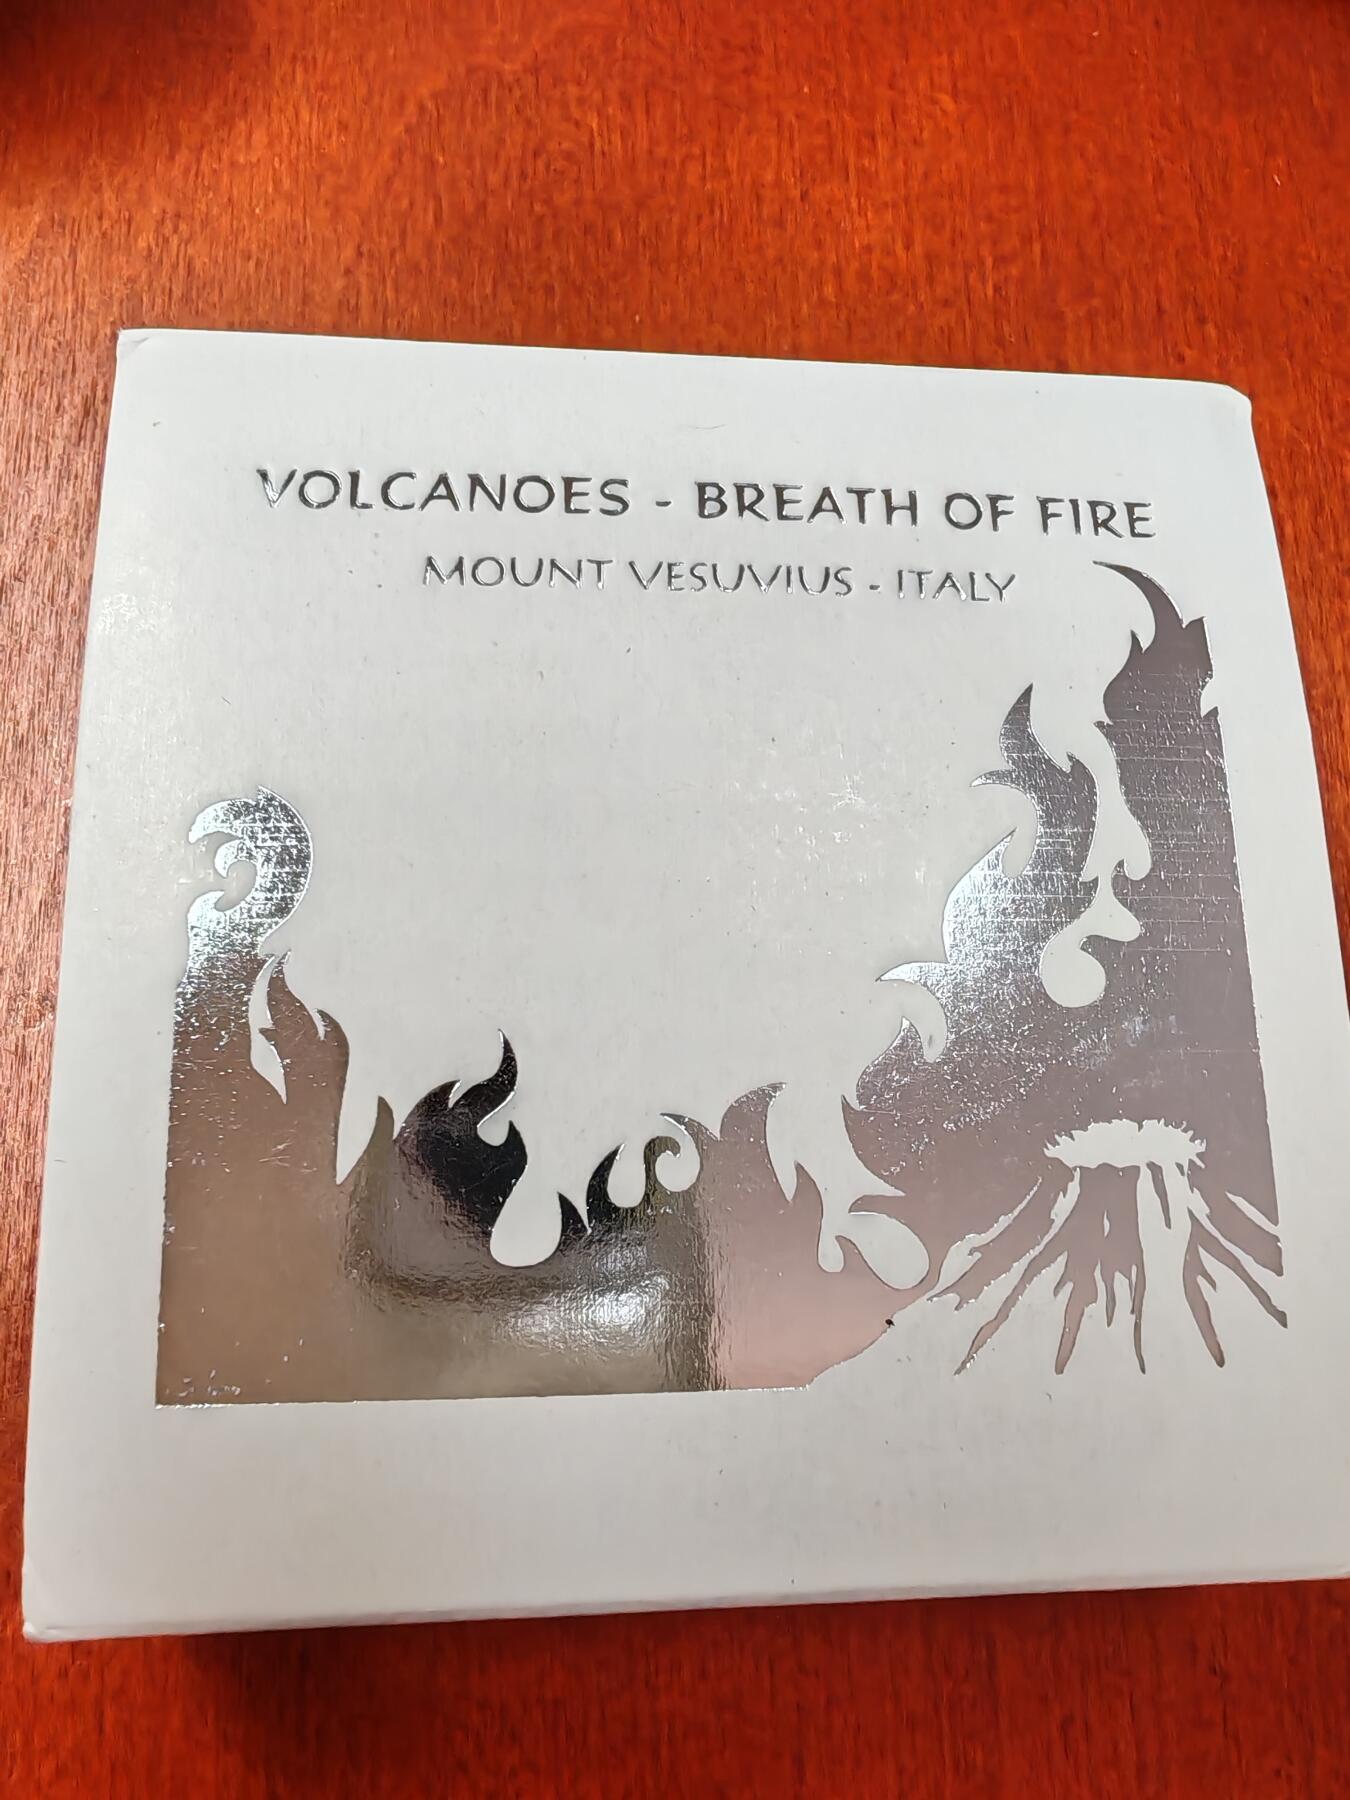 VOLCANOES - BREATH OF FIRE
MOUNT VESUVIUS - ITALY